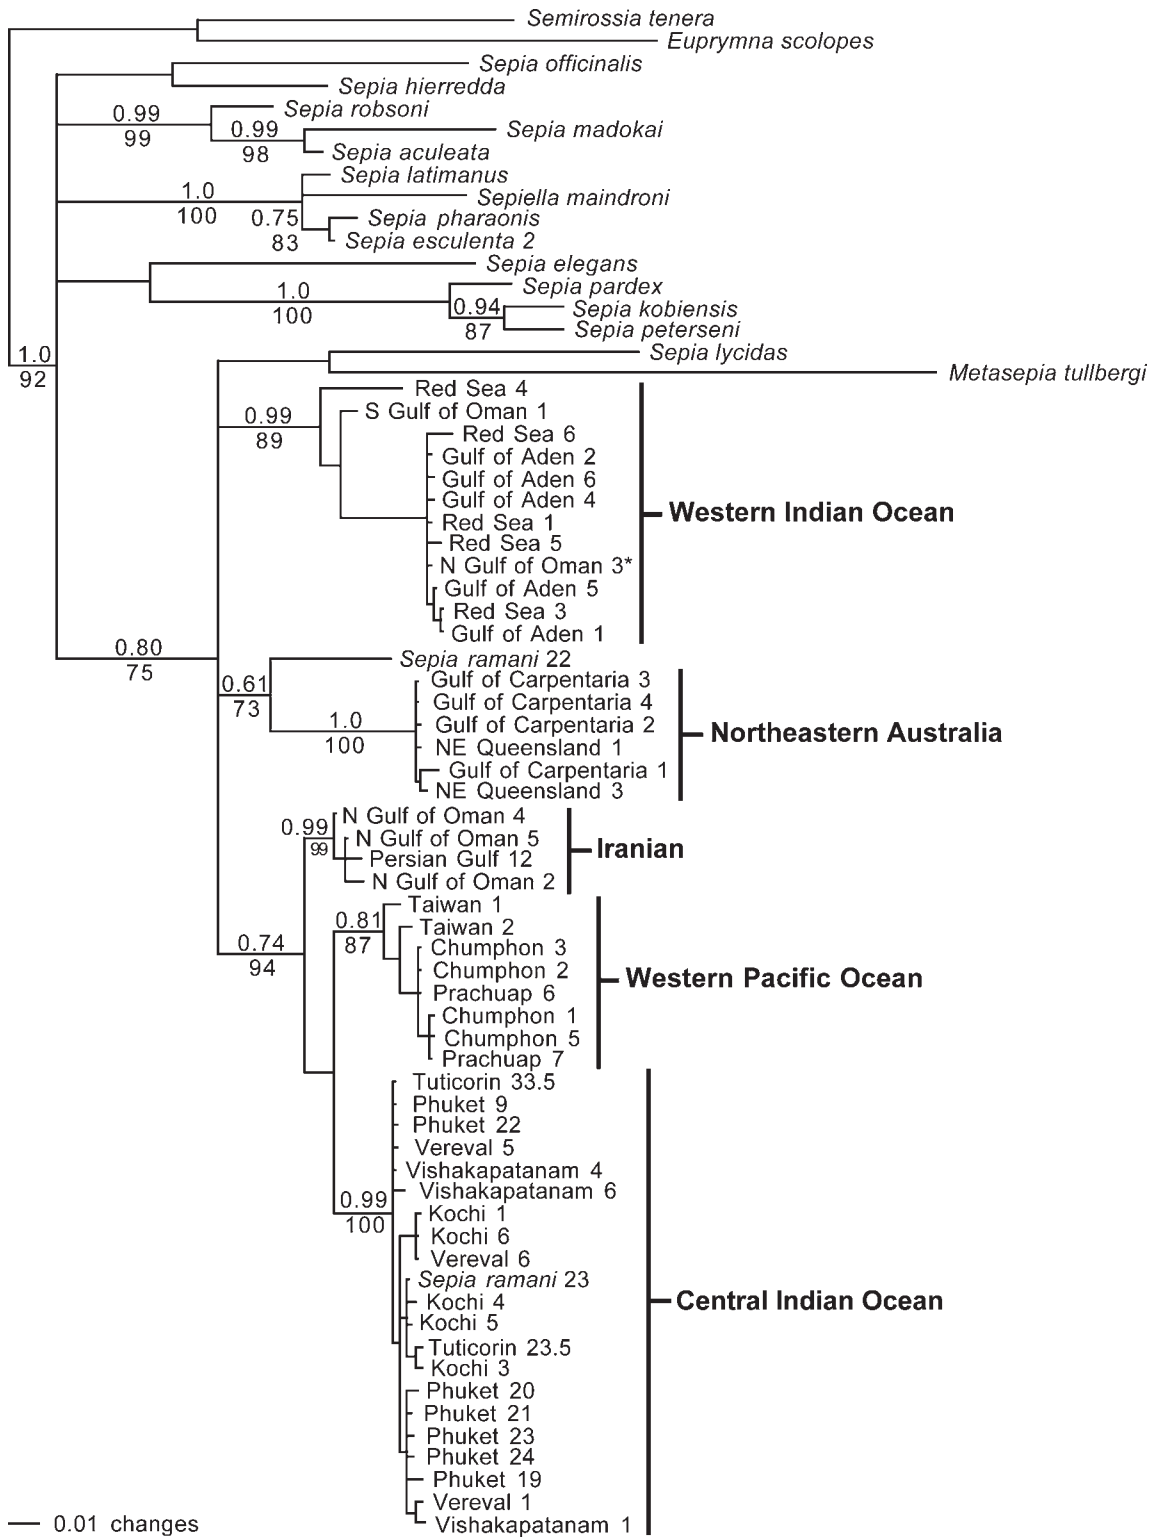 Semirossia tenera
Euprymna scolopes
Sepia officinalis
Sepia hierredda
Sepia robsoni
0.99
99
Sepia madokai
0.99
98
Sepia aculeata
Sepia latimanus
1.0
100
Sepiella maindroni
0.75
83
Sepia pharaonis
Sepia esculenta 2
Sepia elegans
Sepia pardex
1.0
100
0.94
87
Sepia kobiensis
Sepia peterseni
1.0
92
Sepia lycidas
Metasepia tullbergi
Red Sea 4
0.99
89
S Gulf of Oman 1
Red Sea 6
Gulf of Aden 2
Gulf of Aden 6
Gulf of Aden 4
Western Indian Ocean
Red Sea 1
Red Sea 5
N Gulf of Oman 3*
Gulf of Aden 5
Red Sea 3
Gulf of Aden 1
0.80
75
Sepia ramani 22
0.61
73
Gulf of Carpentaria 3
Gulf of Carpentaria 4
1.0
100
Gulf of Carpentaria 2
Northeastern Australia
NE Queensland 1
Gulf of Carpentaria 1
NE Queensland 3
N Gulf of Oman 4
0.99
99
N Gulf of Oman 5
Iranian
Persian Gulf 12
N Gulf of Oman 2
Taiwan 1
0.81
87
Taiwan 2
0.74
94
Chumphon 3
Chumphon 2
Western Pacific Ocean
Prachuap 6
Chumphon 1
Chumphon 5
Prachuap 7
Tuticorin 33.5
Phuket 9
Phuket 22
Vereval 5
Vishakapatanam 4
Vishakapatanam 6
0.99
100
Kochi 1
Kochi 6
Vereval 6
Sepia ramani 23
Kochi 4
Central Indian Ocean
Kochi 5
Tuticorin 23.5
Kochi 3
Phuket 20
Phuket 21
Phuket 23
Phuket 24
Phuket 19
Vereval 1
Vishakapatanam 1
0.01 changes